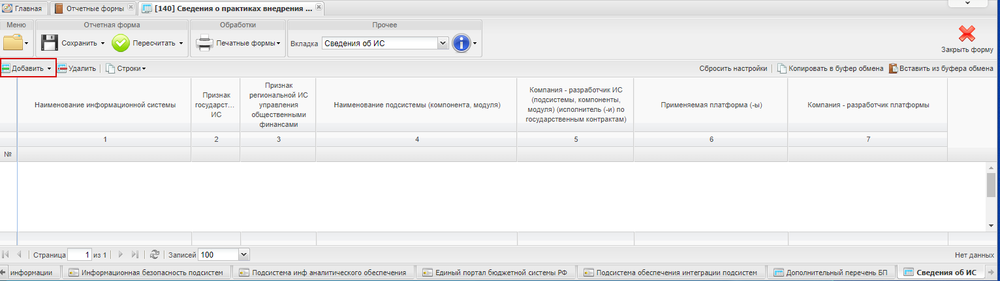 Главная
Отчетные формы
[140] Сведения о практиках внедрения ...
Меню
Отчетная форма
Обработки
Прочее
Сохранить
Пересчитать
Печатные формы
Вкладка
Сведения об ИС
Закрыть форму
Добавить
Удалить
Строки
Сбросить настройки
Копировать в буфер обмена
Вставить из буфера обмена
Наименование информационной системы
Признак
государст...
ИС
Признак
региональной ИС
управления
общественными
финансами
Наименование подсистемы (компонента, модуля)
Компания - разработчик ИС
(подсистемы, компоненты,
модуля) (исполнитель (-и) по
государственным контрактам)
Применяемая платформа (-ы)
Компания - разработчик платформы
1
2
3
4
5
6
7
№
Страница 1 из 1
Записей 100
Нет данных
информации
Информационная безопасность подсистем
Подсистема инф аналитического обеспечения
Единый портал бюджетной системы РФ
Подсистема обеспечения интеграции подсистем
Дополнительный перечень БП
Сведения об ИС